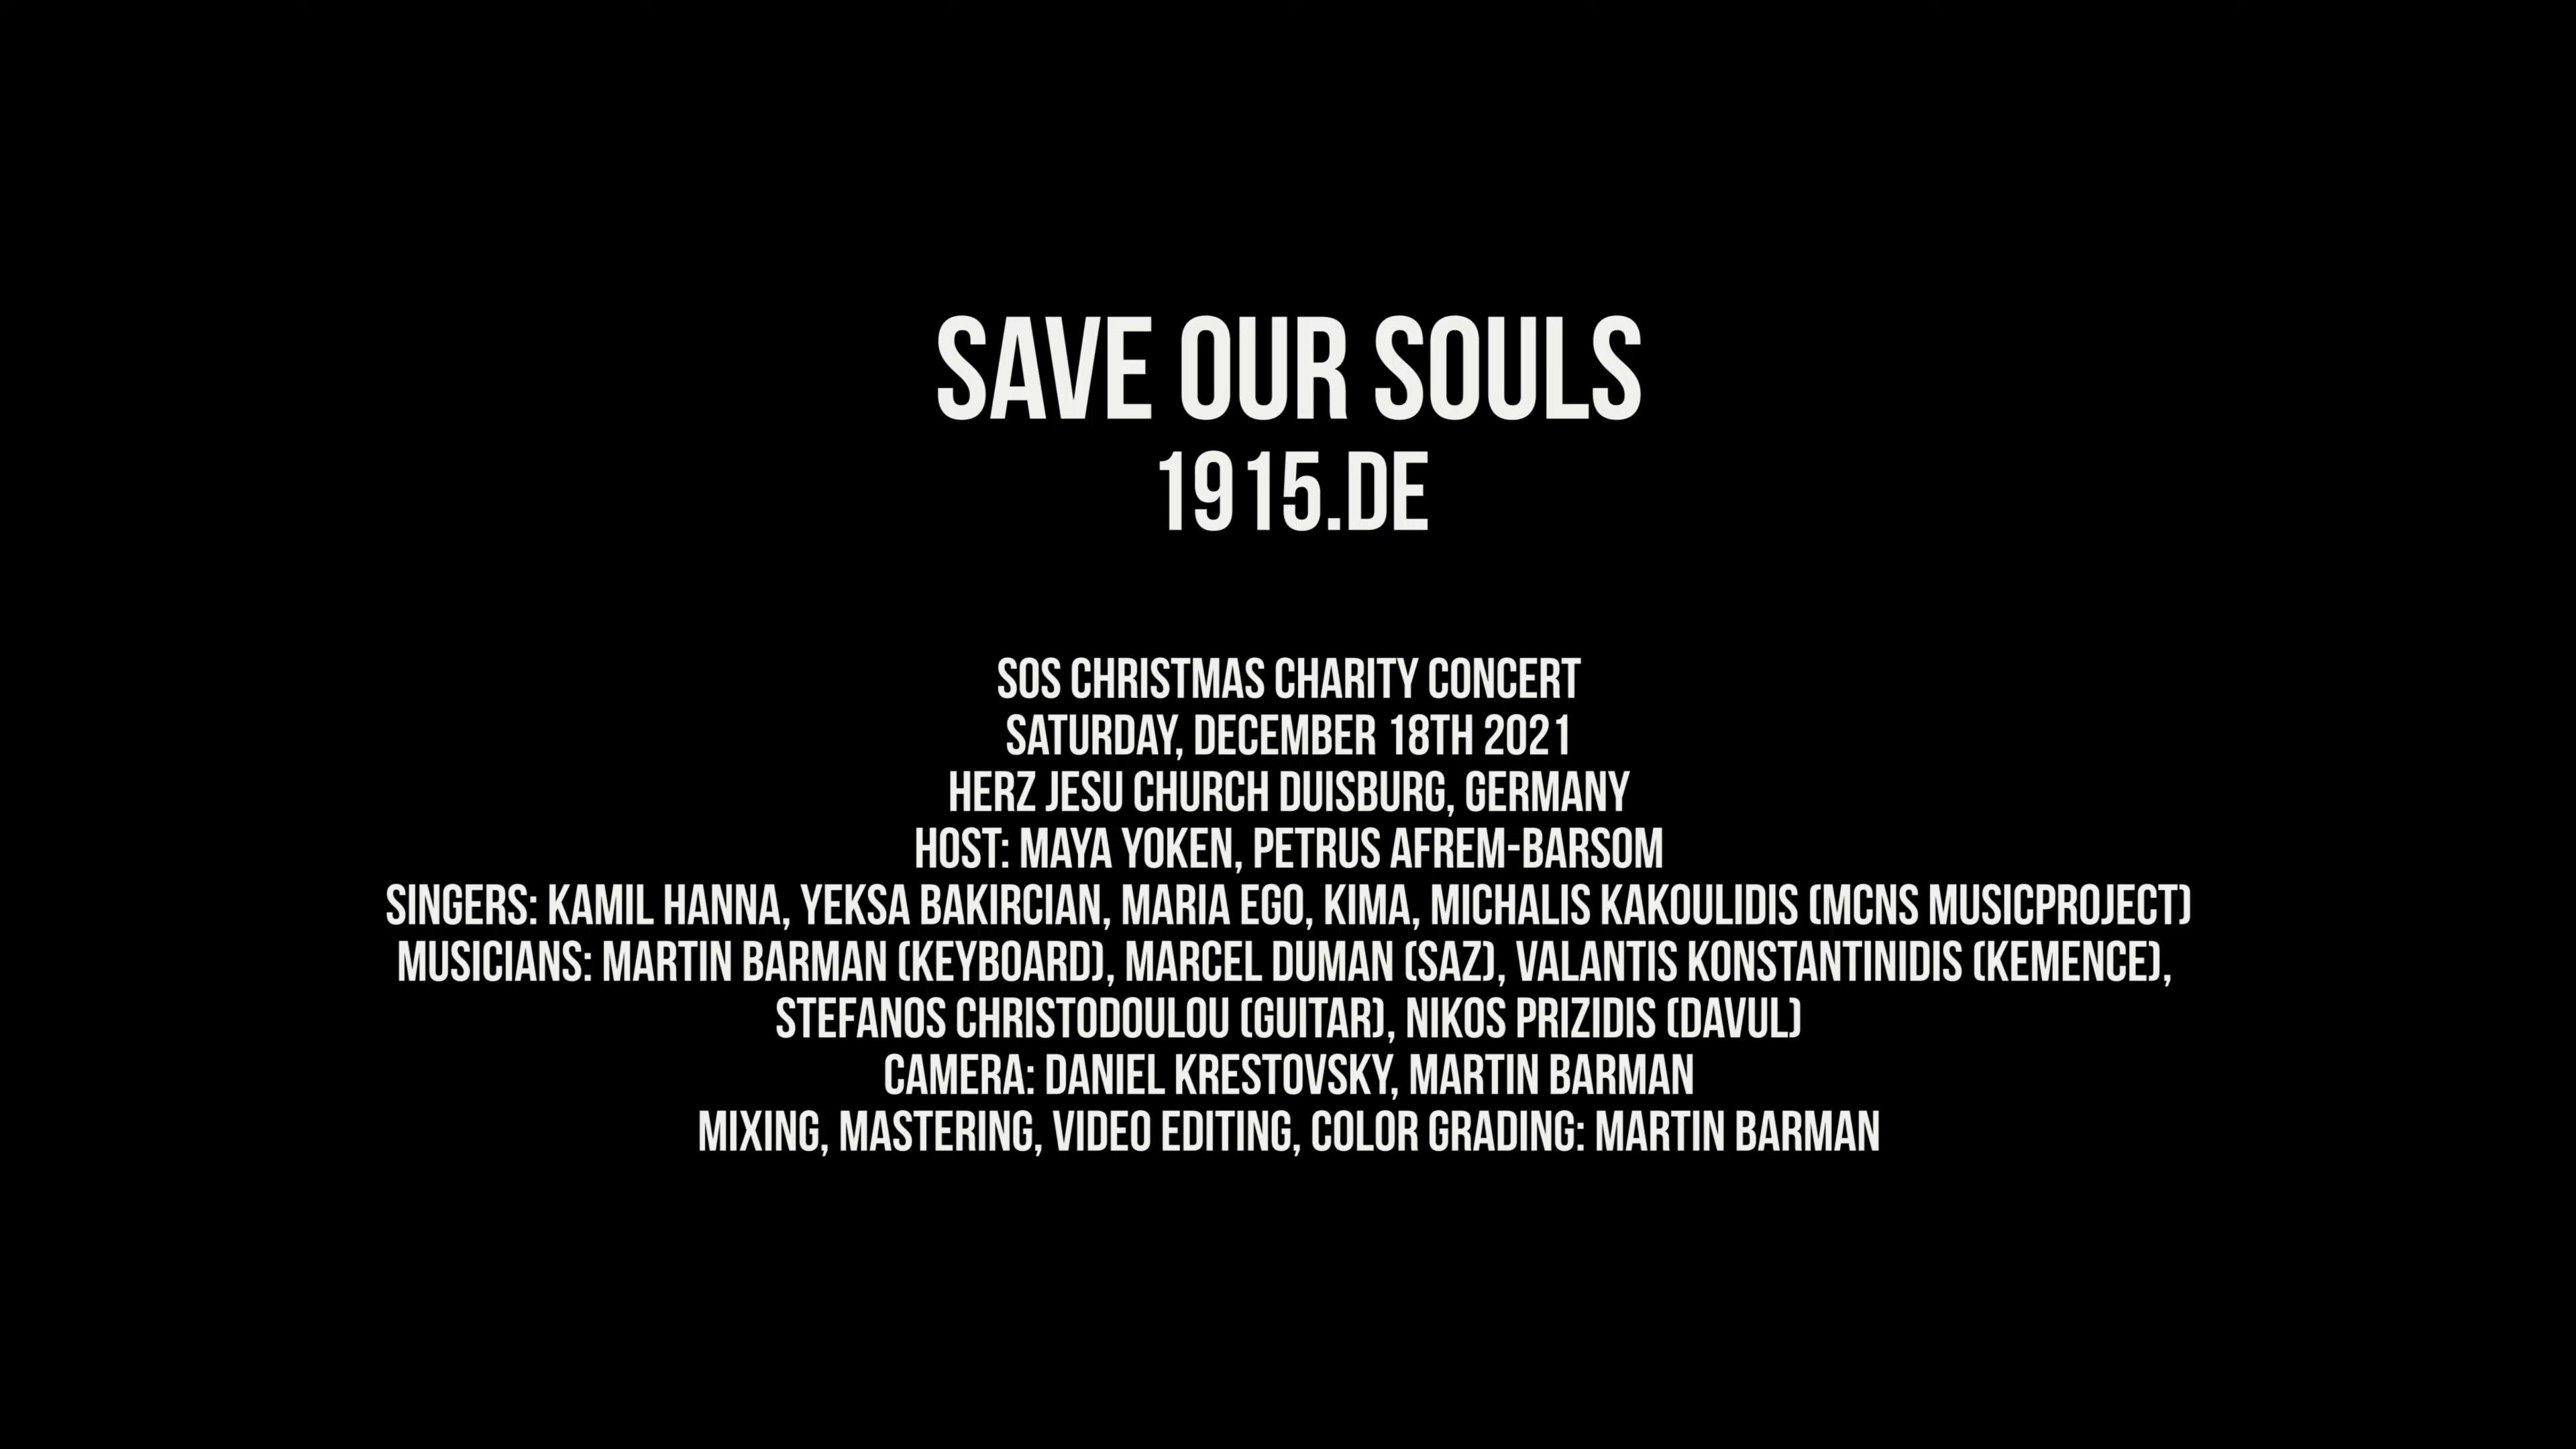 SAVE OUR SOULS
1915.DE
SOS CHRISTMAS CHARITY CONCERT
SATURDAY, DECEMBER 18TH 2021
HERZ JESU CHURCH DUISBURG, GERMANY
HOST: MAYA YOKEN, PETRUS AFREM-BARSOM
SINGERS: KAMIL HANNA, YEKSA BAKIRCIAN, MARIA EGO, KIMA, MICHALIS KAKOULIDIS (MCNS MUSICPROJECT)
MUSICIANS: MARTIN BARMAN (KEYBOARD), MARCEL DUMAN (SAZ), VALANTIS KONSTANTINIDIS (KEMENCE),
STEFANOS CHRISTODOULOU (GUITAR), NIKOS PRIZIDIS (DAVUL)
CAMERA: DANIEL KRESTOVSKY, MARTIN BARMAN
MIXING, MASTERING, VIDEO EDITING, COLOR GRADING: MARTIN BARMAN